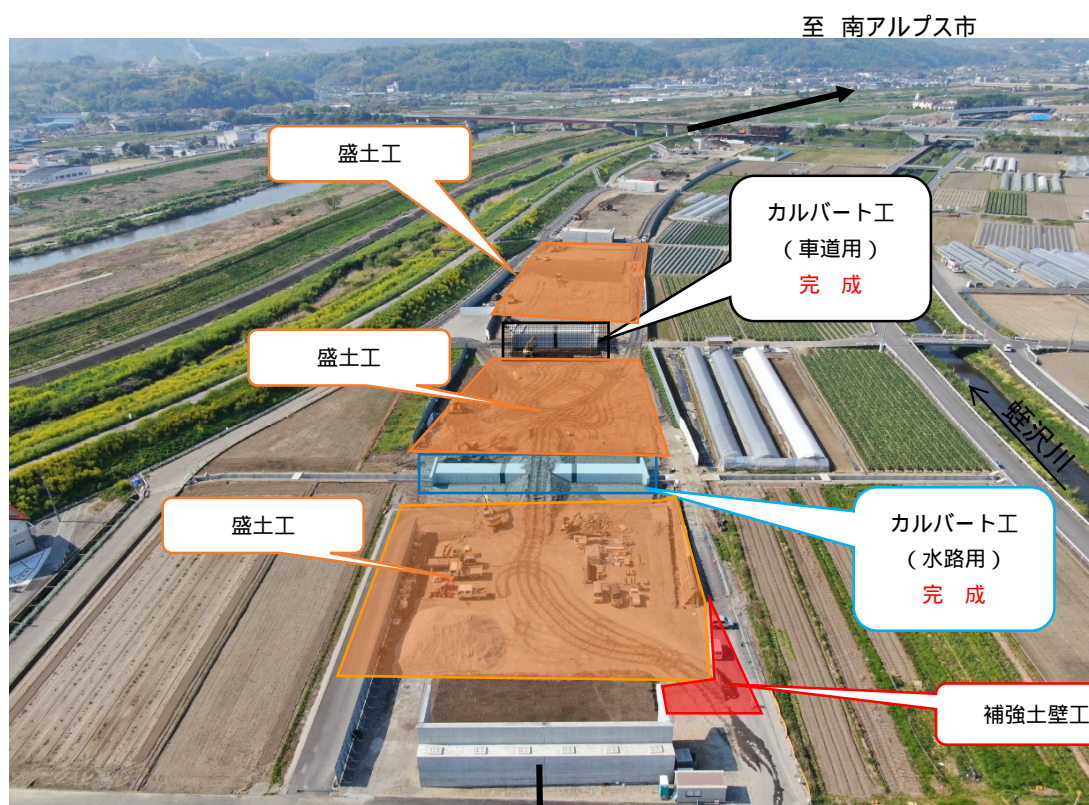 至 南アルプス市
盛土工
カルバート工
（車道用）
完 成
盛土工
蛭沢川
盛土工
カルバート工
（水路用）
完 成
補強土壁工